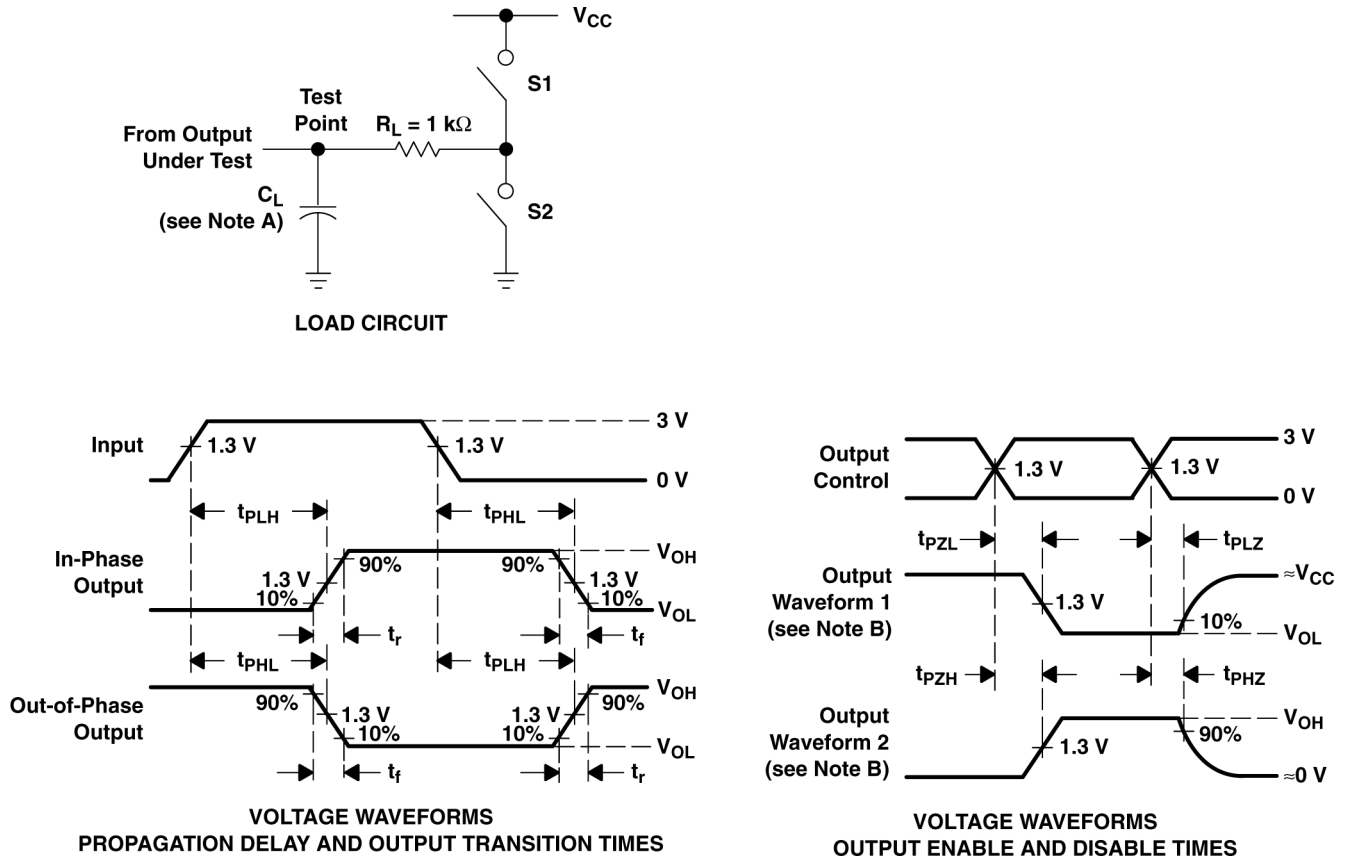 VCC
S1
Test
Point
RL = 1 kΩ
From Output
Under Test
CL
(see Note A)
S2
LOAD CIRCUIT
Input
1.3 V
1.3 V
3 V
0 V
tPLH
tPHL
In-Phase
Output
1.3 V
10%
90%
90%
1.3 V
10%
VOH
VOL
tr
tf
tPHL
tPLH
Out-of-Phase
Output
90%
1.3 V
10%
1.3 V
10%
90%
VOH
VOL
tf
tr
VOLTAGE WAVEFORMS
PROPAGATION DELAY AND OUTPUT TRANSITION TIMES
Output
Control
1.3 V
1.3 V
3 V
0 V
tPZL
tPLZ
Output
Waveform 1
(see Note B)
1.3 V
10%
≈VCC
VOL
tPZH
tPHZ
Output
Waveform 2
(see Note B)
1.3 V
90%
VOH
≈0 V
VOLTAGE WAVEFORMS
OUTPUT ENABLE AND DISABLE TIMES